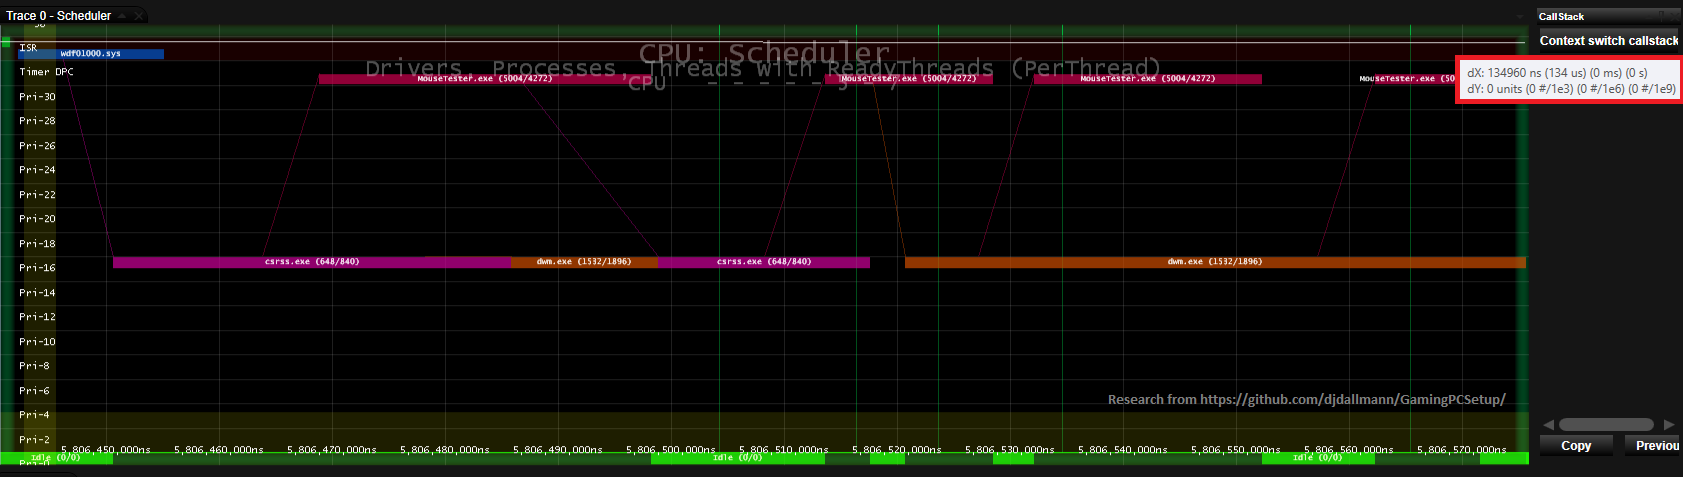 Trace 0 - Scheduler
CallStack
Context switch callstack
ISR
wdf01000.sys
CPU: Scheduler
Drivers, Processes, Threads with ReadyThreads (PerThread)
CPU
Timer DPC
MouseTester.exe (5004/4272)
MouseTester.exe (5004/4272)
MouseTester.exe (5004/4272)
MouseTester.exe (50
dX: 134960 ns (134 us) (0 ms) (0 s)
dY: 0 units (0 #/1e3) (0 #/1e6) (0 #/1e9)
Pri-30
Pri-28
Pri-26
Pri-24
Pri-22
Pri-20
Pri-18
Pri-16
csrss.exe (648/840)
dwm.exe (1532/1896)
csrss.exe (648/840)
dwm.exe (1532/1896)
Pri-14
Pri-12
Pri-10
Pri-8
Pri-6
Research from https://github.com/djdallmann/GamingPCSetup/
Pri-4
Pri-2
5,806,450,000ns
5,806,460,000ns
5,806,470,000ns
5,806,480,000ns
5,806,490,000ns
5,806,500,000ns
5,806,510,000ns
5,806,520,000ns
5,806,530,000ns
5,806,540,000ns
5,806,550,000ns
5,806,560,000ns
5,806,570,000ns
Idle (0/0)
Idle (0/0)
Idle (0/0)
Copy
Previou